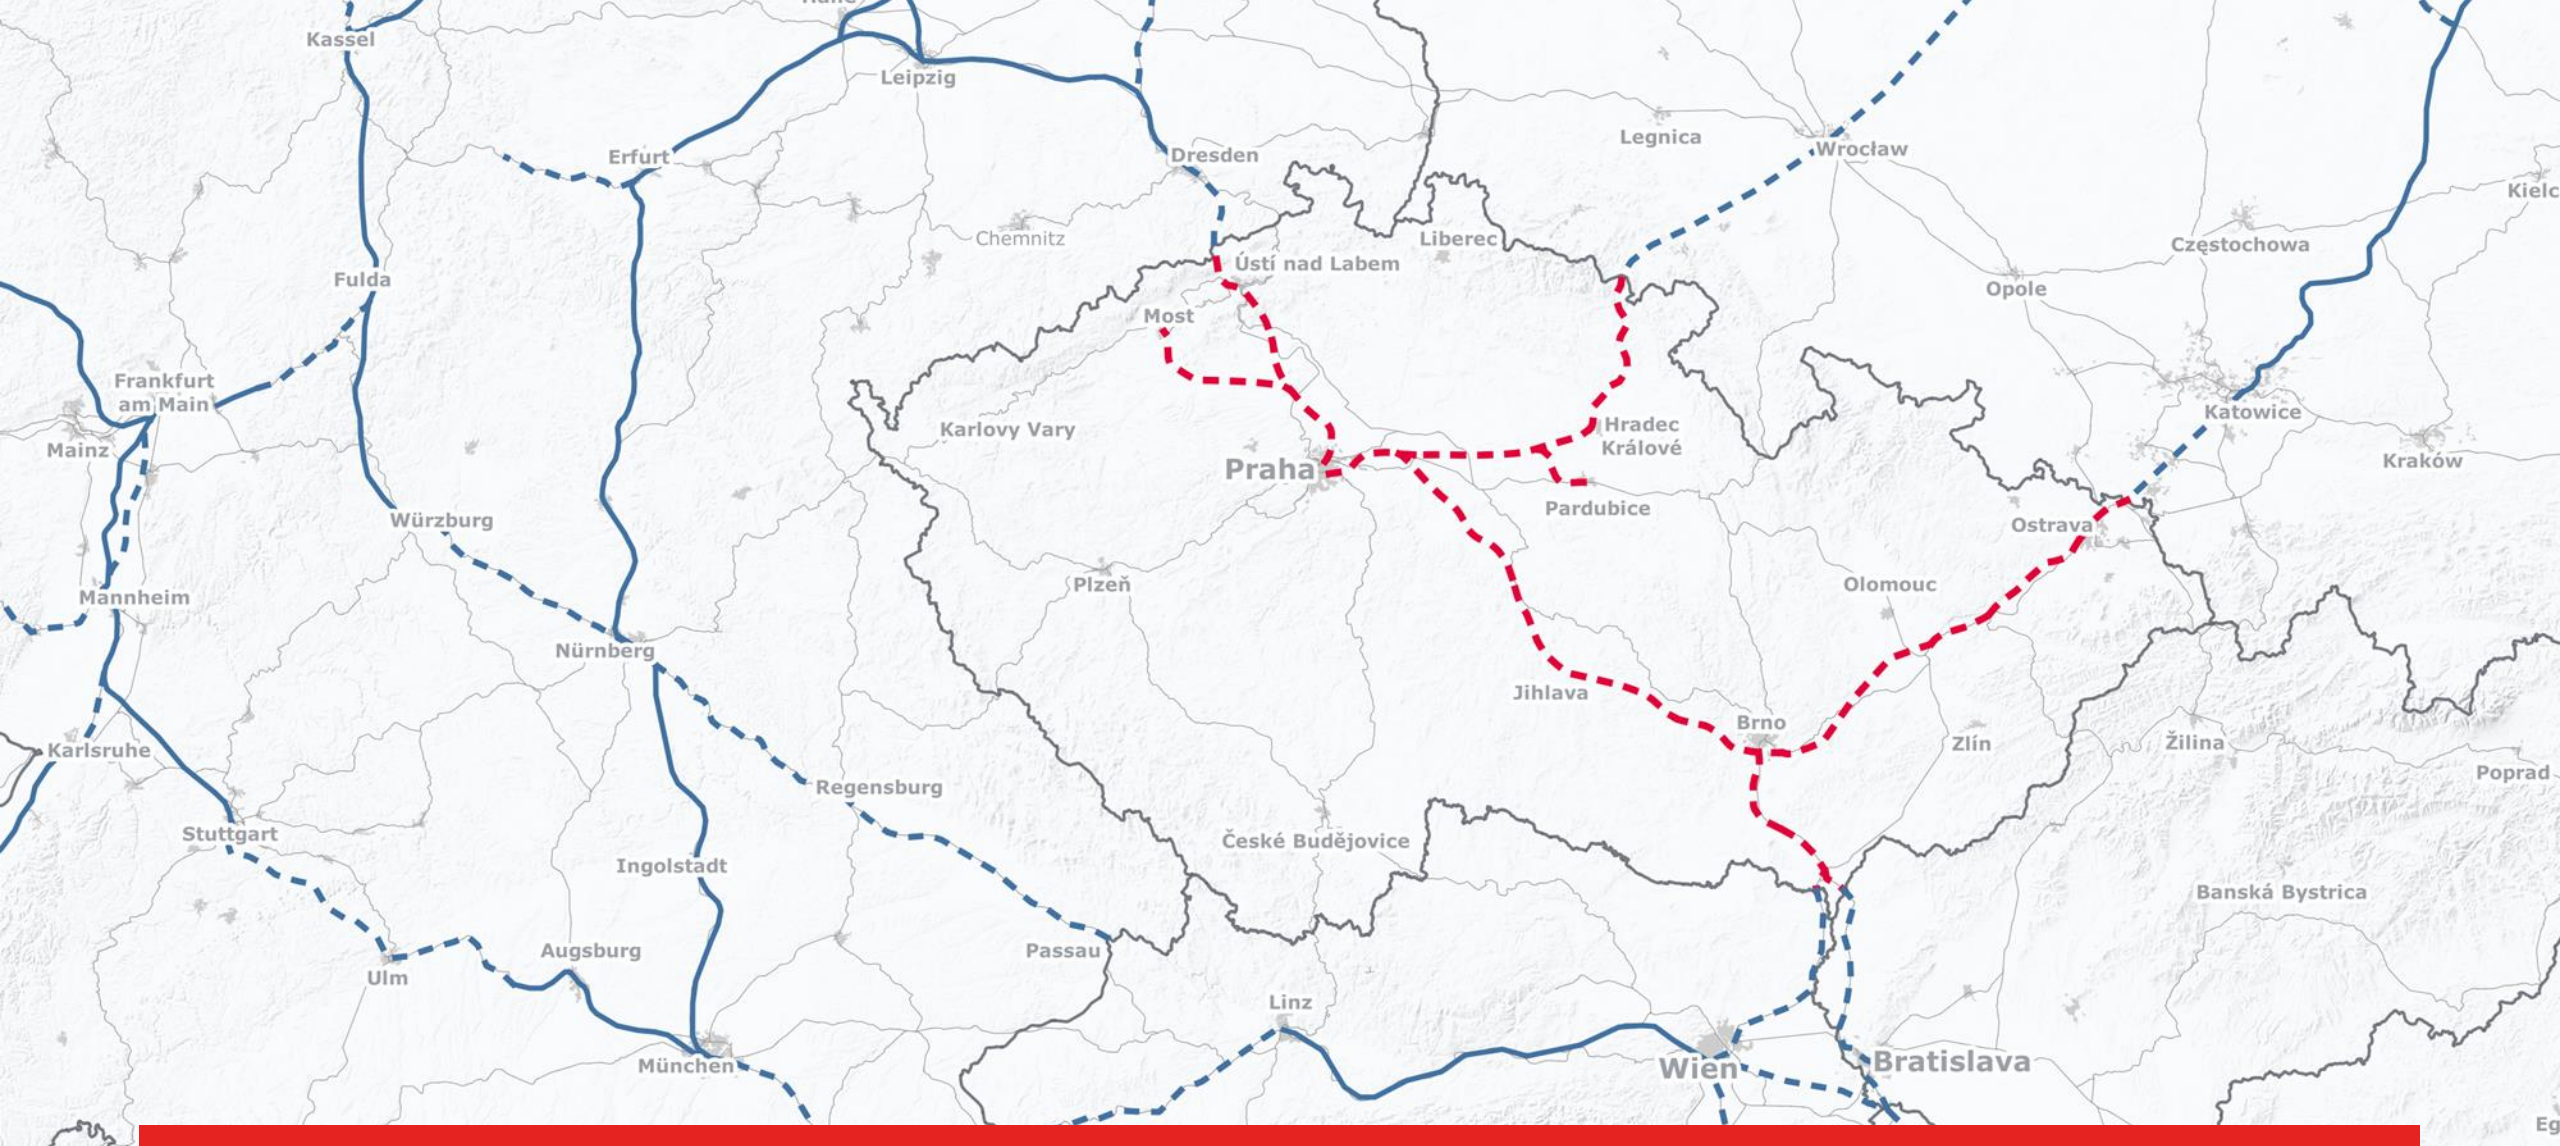 Kassel
Leipzig
Legnica
Wrocław
Erfurt
Dresden
Kielc
Chemnitz
Liberec
Częstochowa
Ústí nad Labem
Fulda
Opole
Most
Frankfurt
am Main
Katowice
Karlovy Vary
Hradec
Králové
Mainz
Praha
Kraków
Pardubice
Würzburg
Ostrava
Plzeň
Olomouc
Mannheim
Nürnberg
Jihlava
Brno
Karlsruhe
Zlín
Žilina
Poprad
Regensburg
Stuttgart
České Budějovice
Ingolstadt
Banská Bystrica
Augsburg
Passau
Ulm
Linz
München
Wien
Bratislava
Eg